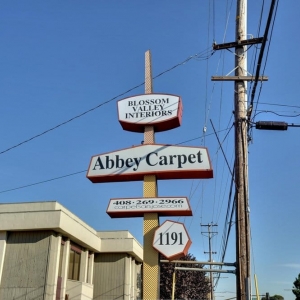 BLOSSOM
VALLEY
INTERIORS
Abbey Carpet
408-269-2966
1191